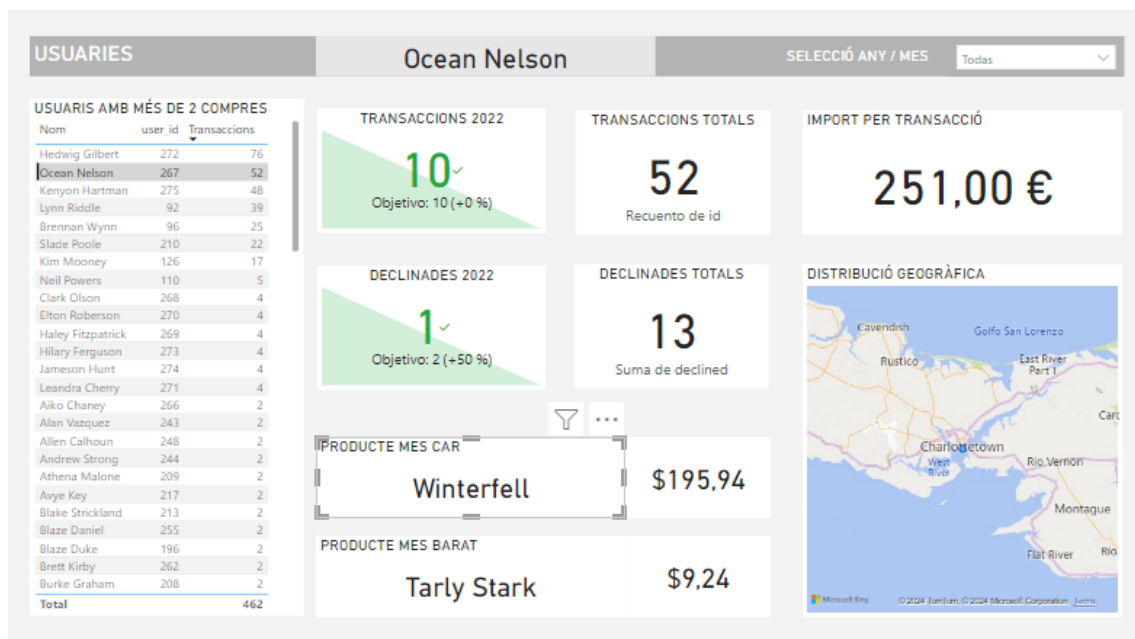 USUARIES
Ocean Nelson
SELECCIÓ ANY / MES
Todas
USUARIS AMB MÉS DE 2 COMPRES
Nom user_id Transaccions
Hedwig Gilbert 272 76
Ocean Nelson 267 52
Kenyon Hartman 275 48
Lynn Riddle 92 39
Brennan Wynn 96 25
Slade Poole 210 22
Kim Mooney 126 17
Neil Powers 110 5
Clark Olson 268 4
Elton Roberson 270 4
Haley Fitzpatrick 269 4
Hilary Ferguson 273 4
Jameson Hunt 274 4
Leandra Cherry 271 4
Aiko Chaney 266 2
Alan Vazquez 243 2
Allen Calhoun 248 2
Andrew Strong 244 2
Athena Malone 209 2
Avye Key 217 2
Blake Strickland 213 2
Blaze Daniel 255 2
Blaze Duke 196 2
Brett Kirby 262 2
Burke Graham 208 2
Total 462
TRANSACCIONS 2022
10
Objetivo: 10 (+0 %)
TRANSACCIONS TOTALS
52
Recuento de id
IMPORT PER TRANSACCIÓ
251,00 €
DECLINADES 2022
1
Objetivo: 2 (+50 %)
DECLINADES TOTALS
13
Suma de declined
PRODUCTE MES CAR
Winterfell
$195,94
PRODUCTE MES BARAT
Tarly Stark
$9,24
DISTRIBUCIÓ GEOGRÀFICA
Cavendish
Golfo San Lorenzo
Rustico
East River
Part 1
Card
Charlottetown
West
River
Rio Vernon
Montague
Flat River
Rio
Microsoft Bing
© 2024 TomTom, © 2024 Microsoft Corporation Terms